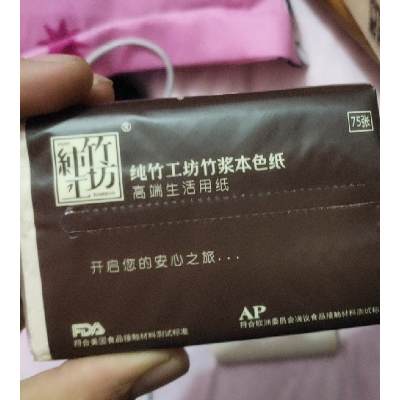 纯竹工坊
®
75张
纯竹工坊竹浆本色纸
高端生活用纸
开启您的安心之旅...
FDA
符合美国食品接触材料测试标准
AP
符合欧洲委员会决议食品接触材料测试标